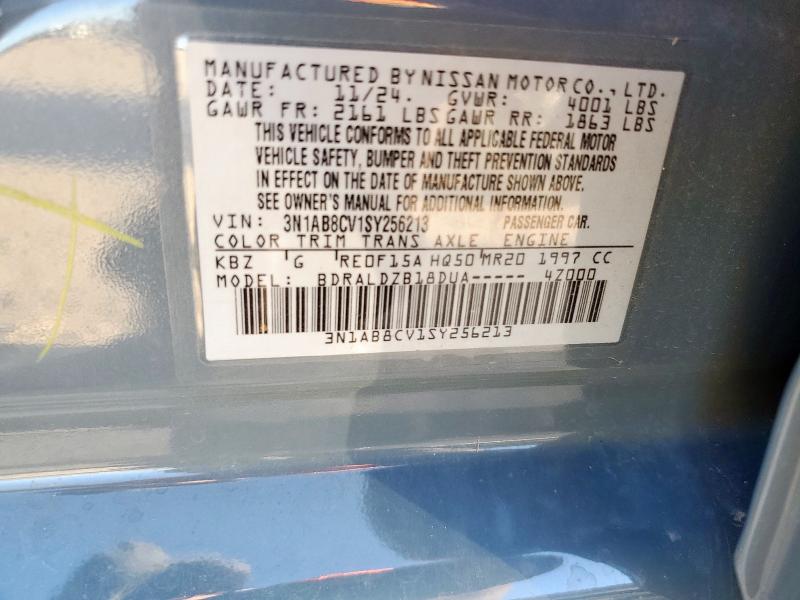 MANUFACTURED BY NISSAN MOTOR CO., LTD.
DATE: 11/24. GVWR: 4001 LBS
GAWR FR: 2161 LBS GAWR RR: 1863 LBS
THIS VEHICLE CONFORMS TO ALL APPLICABLE FEDERAL MOTOR
VEHICLE SAFETY, BUMPER AND THEFT PREVENTION STANDARDS
IN EFFECT ON THE DATE OF MANUFACTURE SHOWN ABOVE.
SEE OWNER'S MANUAL FOR ADDITIONAL INFORMATION
VIN: 3N1AB8CV1SY256213 PASSENGER CAR.
COLOR TRIM TRANS AXLE ENGINE
KBZ G RE0F15A HQ50 MR20 1997 CC
MODEL: BDRALDZB18DUA----- 4Z000
3N1AB8CV1SY256213